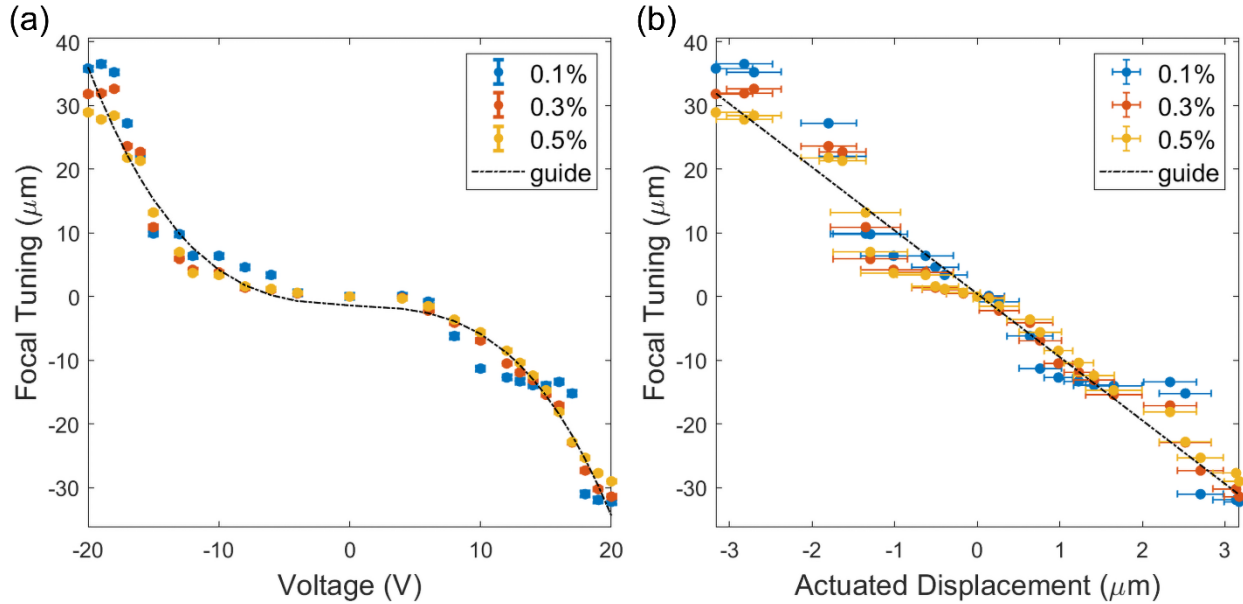 (a)
40
30
20
10
0
-10
-20
-30
Focal Tuning (μm)
-20 -10 0 10 20
Voltage (V)
0.1%
0.3%
0.5%
guide
(b)
40
30
20
10
0
-10
-20
-30
Focal Tuning (μm)
-3 -2 -1 0 1 2 3
Actuated Displacement (μm)
0.1%
0.3%
0.5%
guide